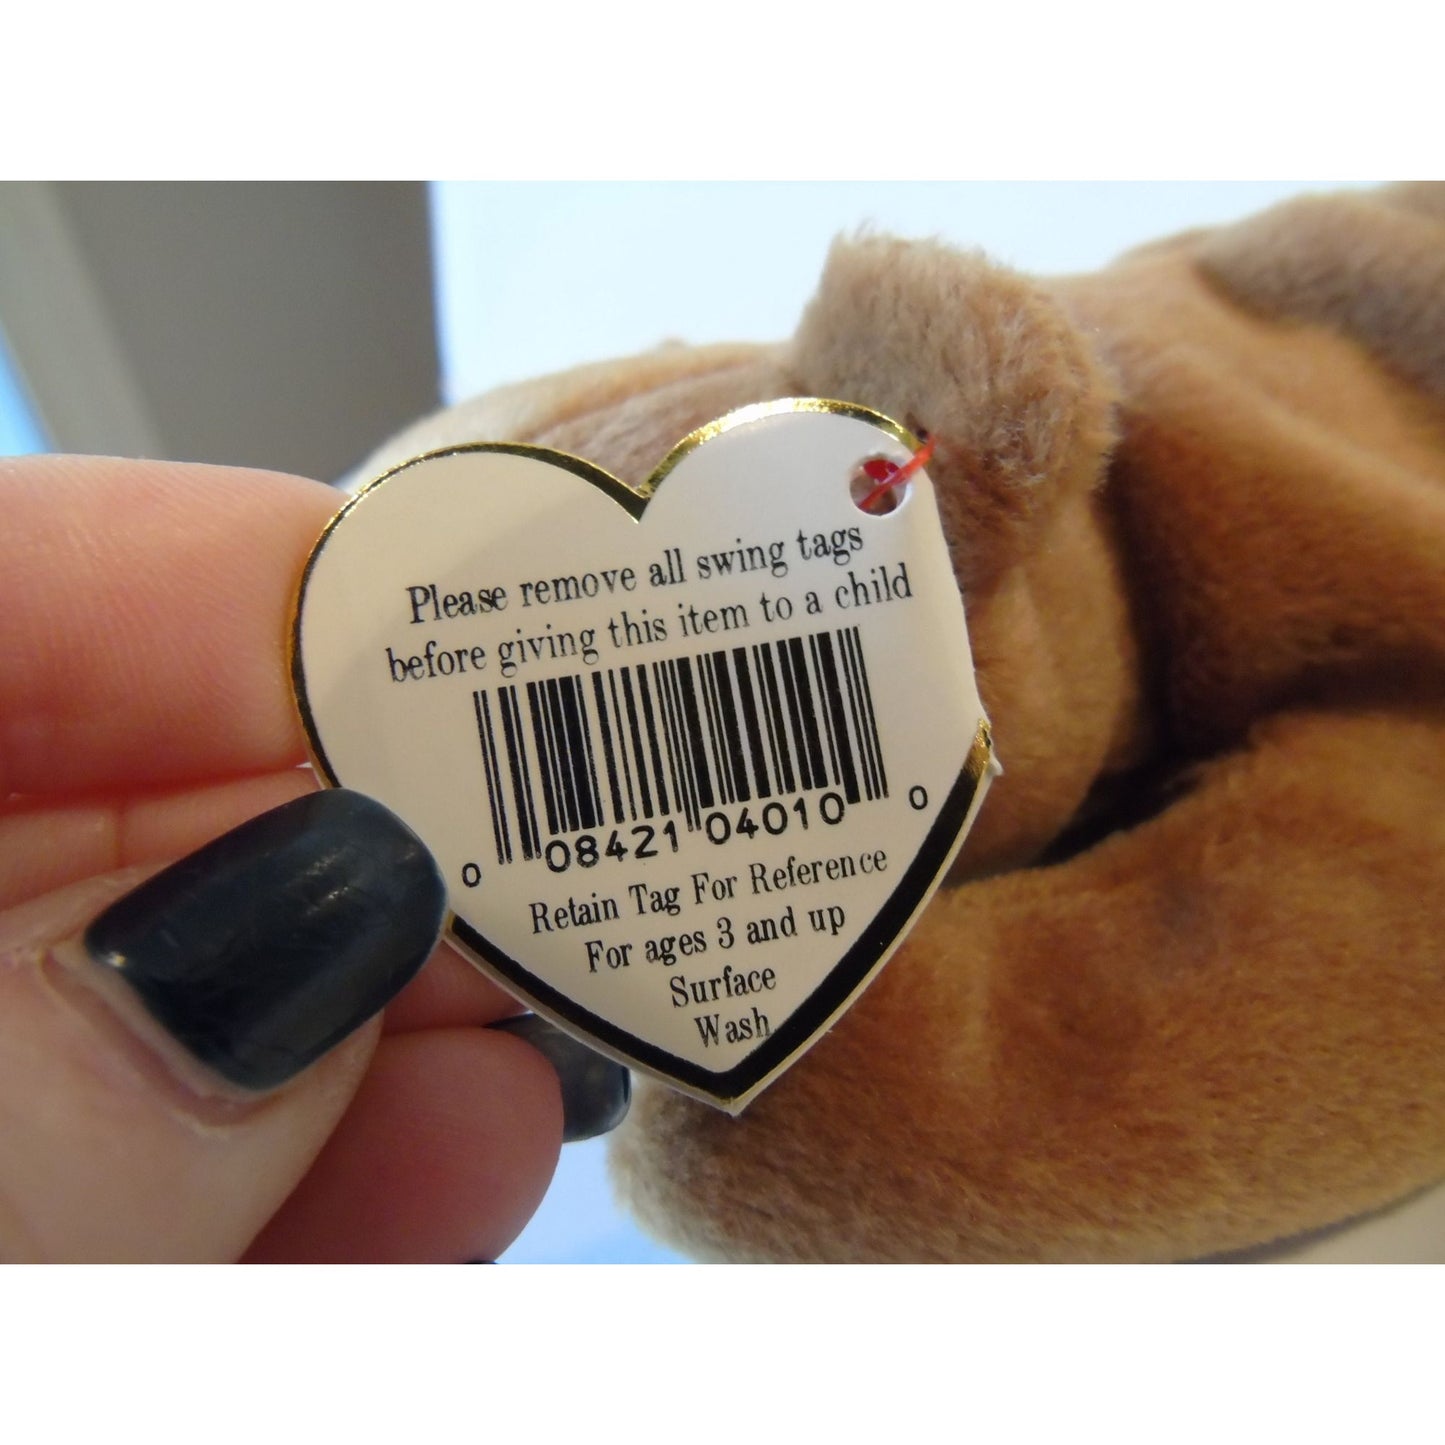 Please remove all swing tags
before giving this item to a child
0 08421 04010 0
Retain Tag For Reference
For ages 3 and up
Surface
Wash